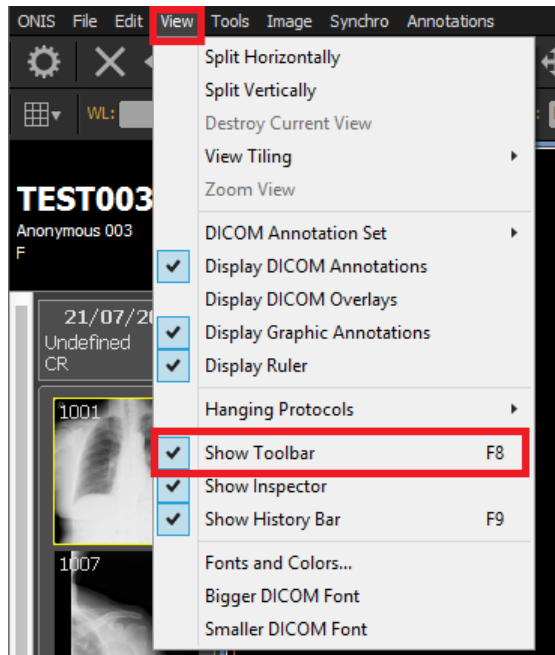 ONIS File Edit View Tools Image Synchro Annotations
WL:
TEST003
Anonymous 003
F
21/07/2
Undefined
CR
1001
1007
Split Horizontally
Split Vertically
Destroy Current View
View Tiling
Zoom View
DICOM Annotation Set
Display DICOM Annotations
Display DICOM Overlays
Display Graphic Annotations
Display Ruler
Hanging Protocols
Show Toolbar F8
Show Inspector
Show History Bar F9
Fonts and Colors...
Bigger DICOM Font
Smaller DICOM Font